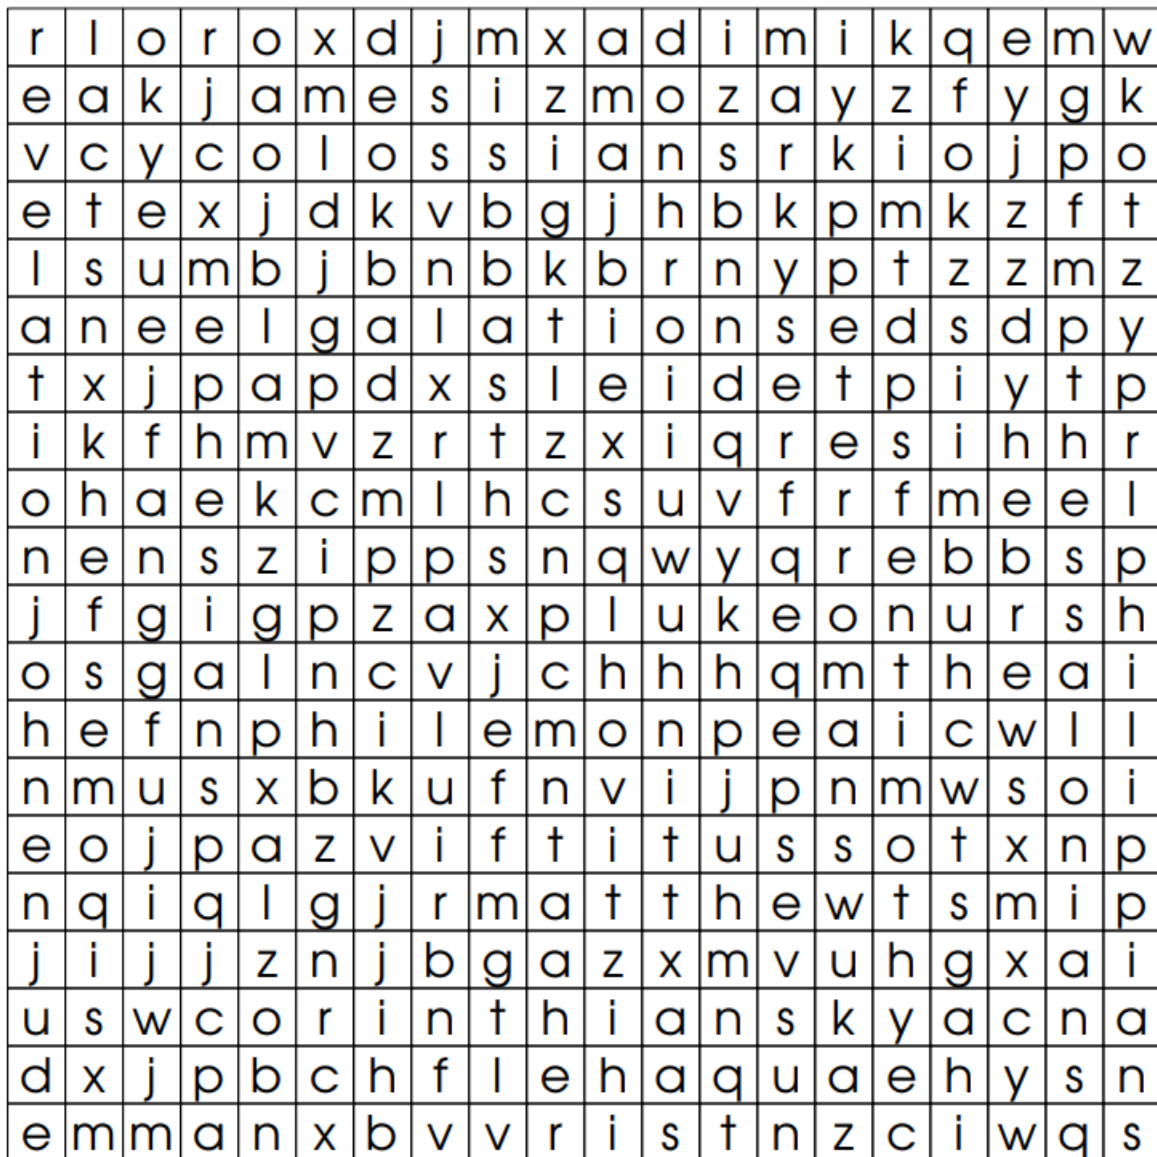 r l o r o x d j m x a d i m i k q e m w
e a k j a m e s i z m o z a y z f y g k
v c y c o l o s s i a n s r k i o j p o
e t e x j d k v b g j h b k p m k z f t
l s u m b j b n b k b r n y p t z z m z
a n e e l g a l a t i o n s e d s d p y
t x j p a p d x s l e i d e t p i y t p
i k f h m v z r t z x i q r e s i h h r
o h a e k c m l h c s u v f r f m e e l
n e n s z i p p s n q w y q r e b b s p
j f g i g p z a x p l u k e o n u r s h
o s g a l n c v j c h h h q m t h e a i
h e f n p h i l e m o n p e a i c w l l
n m u s x b k u f n v i j p n m w s o i
e o j p a z v i f t i t u s s o t x n p
n q i q l g j r m a t t h e w t s m i p
j i j j z n j b g a z x m v u h g x a i
u s w c o r i n t h i a n s k y a c n a
d x j p b c h f l e h a q u a e h y s n
e m m a n x b v v r i s t n z c i w q s